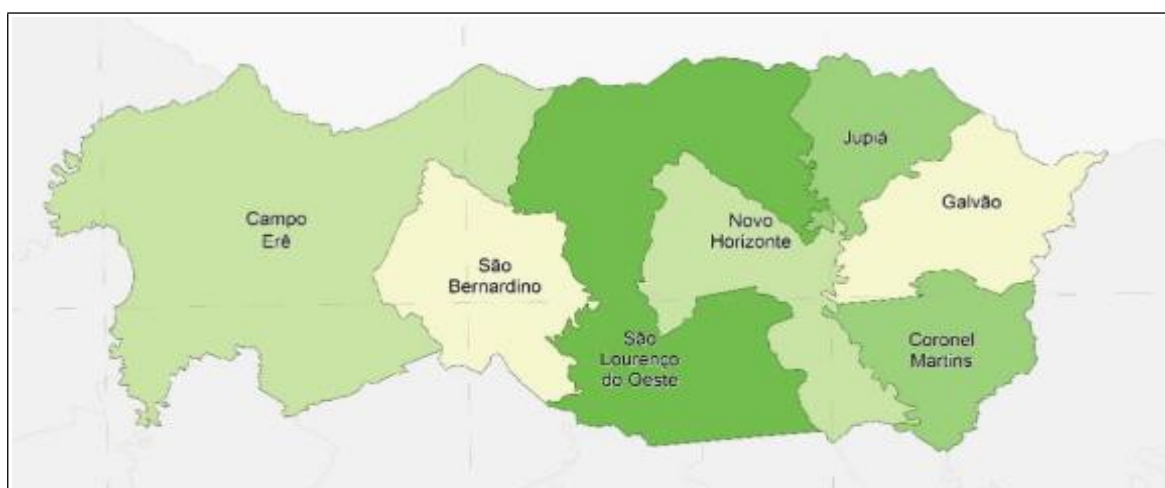 Jupiá
Galvão
Campo
Erê
Novo
Horizonte
São
Bernardino
São
Lourenço
do Oeste
Coronel
Martins